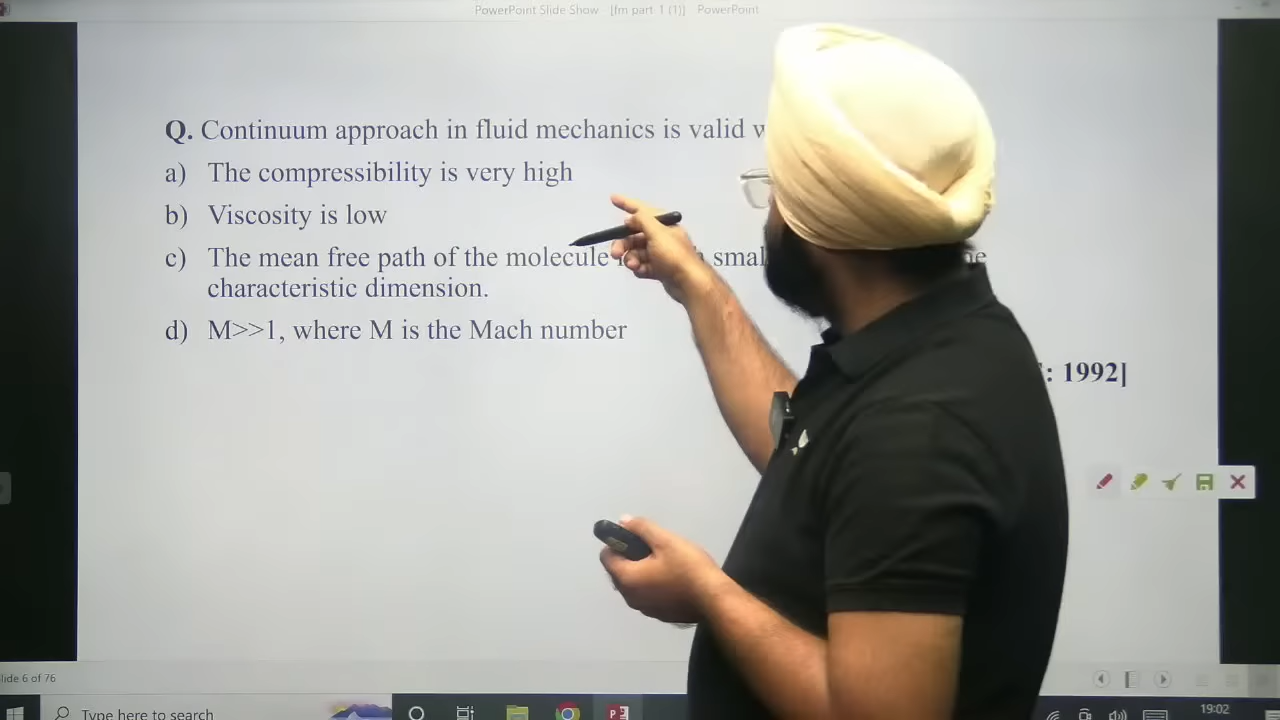 PowerPoint Slide Show [fm part 1 (1)] PowerPoint
Q. Continuum approach in fluid mechanics is valid
a) The compressibility is very high
b) Viscosity is low
c) The mean free path of the molecule
characteristic dimension.
d) M>>1, where M is the Mach number
: 1992]
lide 6 of 76
Type here to search
19:02